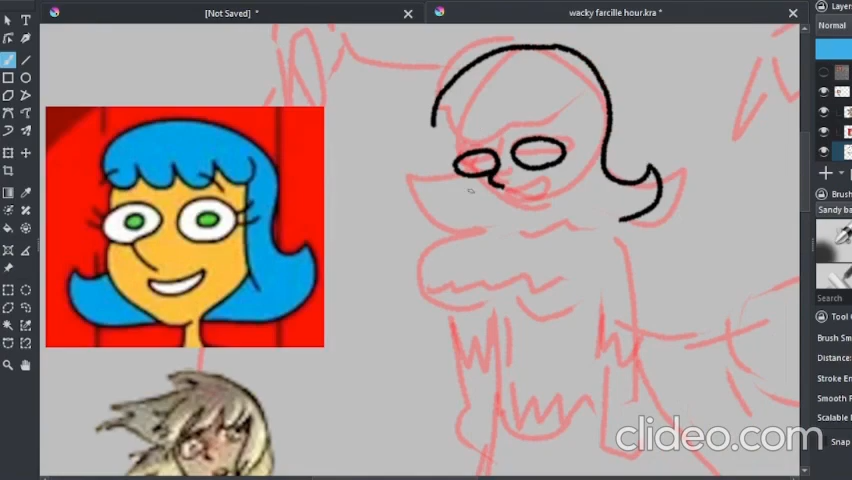 [Not Saved] *
wacky farcille hour.kra *
Layers
Normal
Brush
Sandy ba
Search
Tool O
Brush Sm
Distance:
Stroke En
Smooth P
Scalable
Snap
clideo.com